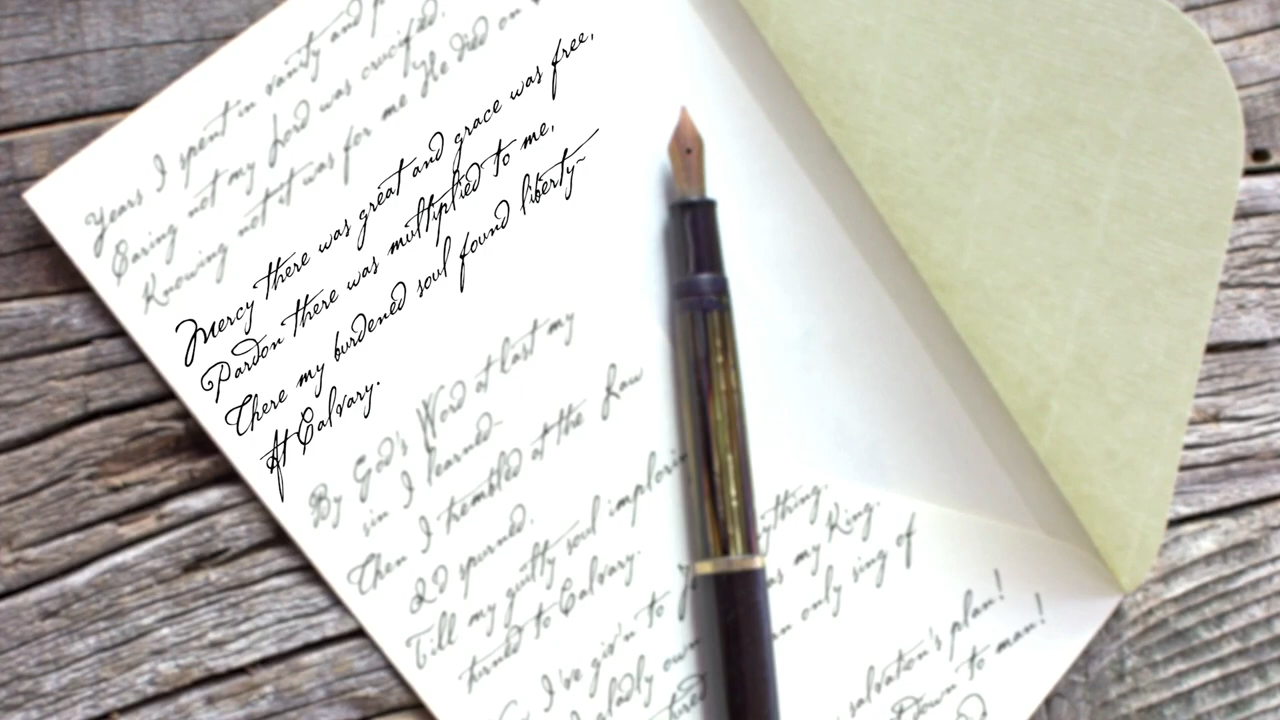 Years I spent in vanity and
Caring not my Lord was crucified.
Knowing not it was for me He died on
Mercy there was great and grace was free,
Pardon there was multiplied to me,
There my burdened soul found liberty~
At Calvary.
By God's Word at last my
sin I learned-
Then I trembled at the Law
I'd spurned.
Till my guilty soul implorin
turned to Calvary.
I've giv'n to ything.
gladly own as my King.
only sing of
salvation's plan!
down to man!